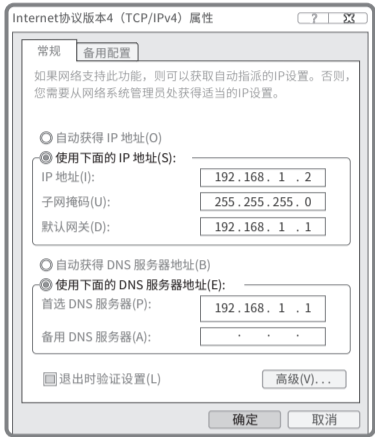 Internet协议版本4（TCP/IPv4）属性
?
常规
备用配置
如果网络支持此功能，则可以获取自动指派的IP设置。否则，
您需要从网络系统管理员处获得适当的IP设置。
自动获得 IP 地址(O)
使用下面的 IP 地址(S):
IP 地址(I): 192.168. 1 . 2
子网掩码(U): 255.255.255. 0
默认网关(D): 192.168. 1 . 1
自动获得 DNS 服务器地址(B)
使用下面的 DNS 服务器地址(E):
首选 DNS 服务器(P): 192.168. 1 . 1
备用 DNS 服务器(A): . . .
退出时验证设置(L)
高级(V)...
确定
取消